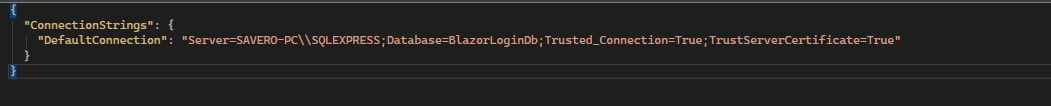 {
"ConnectionStrings": {
"DefaultConnection": "Server=SAVERO-PC\\SQLEXPRESS;Database=BlazorLoginDb;Trusted_Connection=True;TrustServerCertificate=True"
}
}